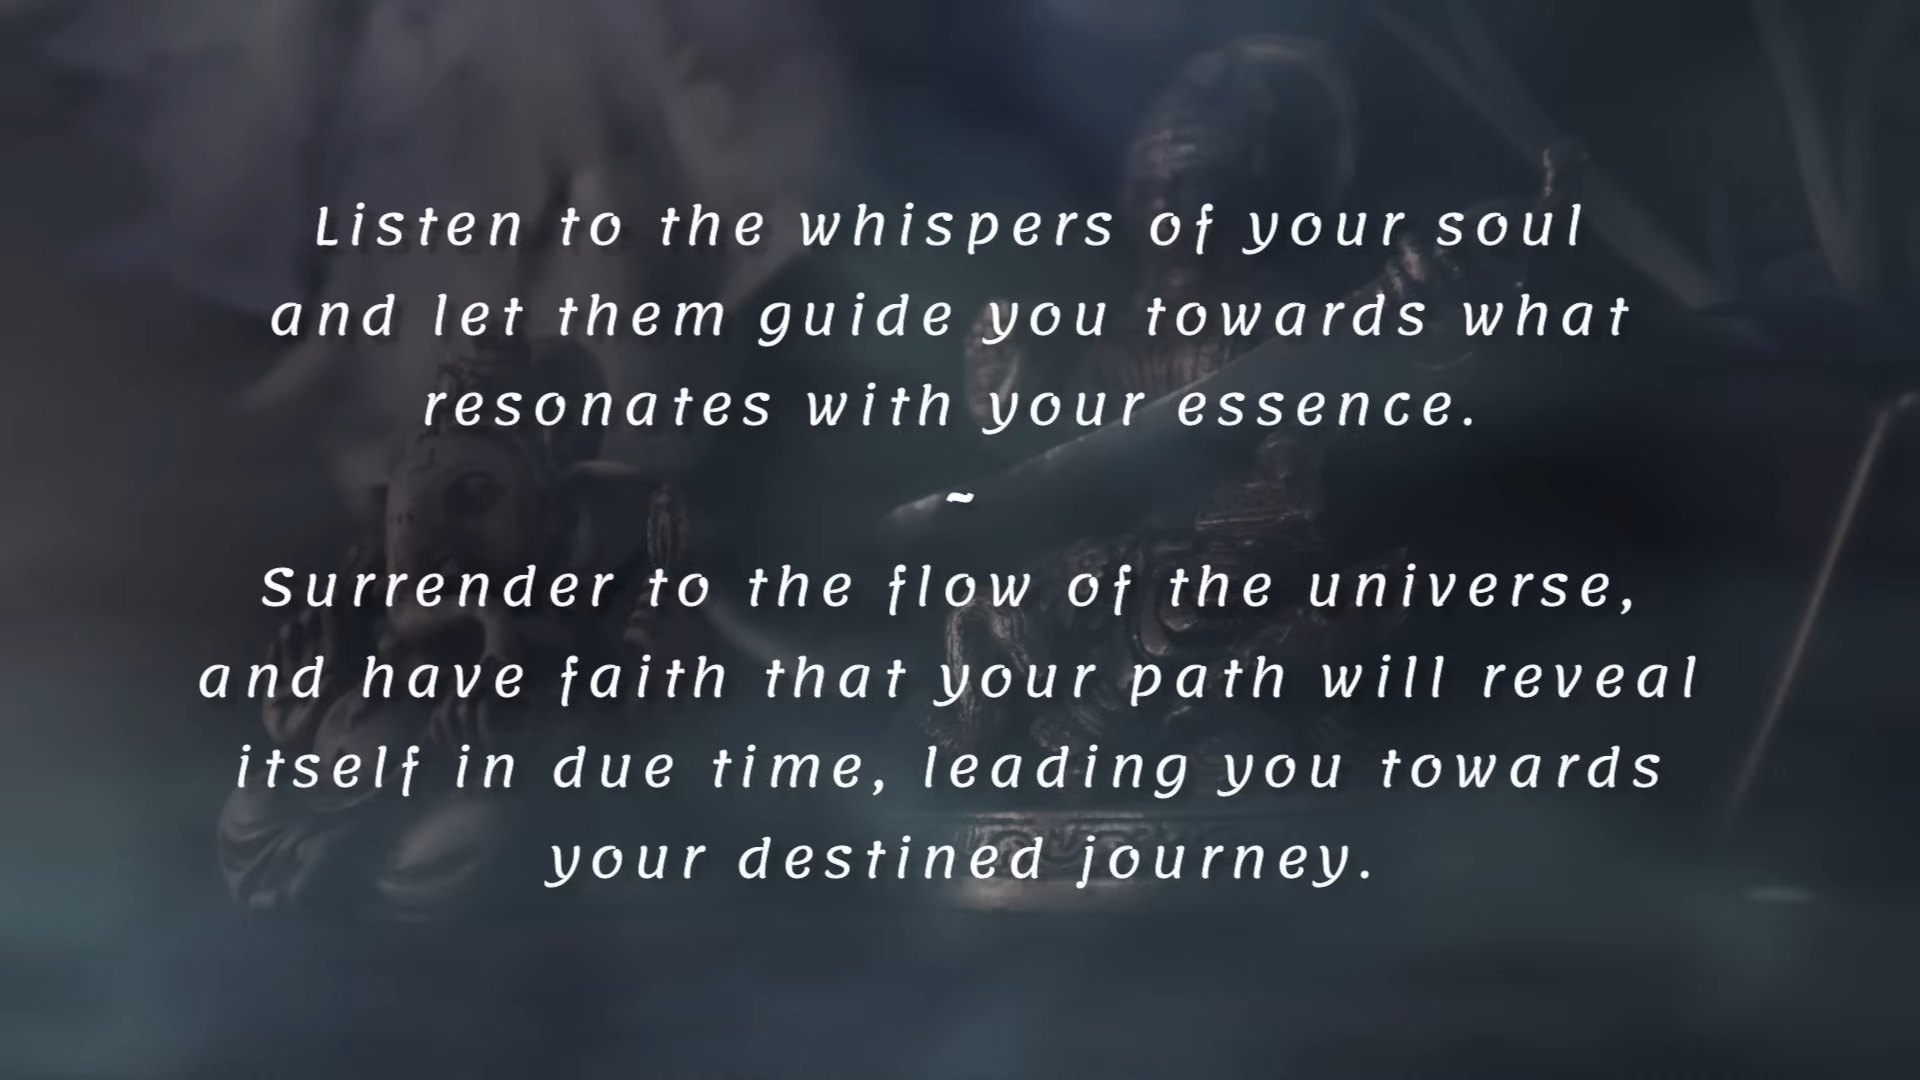 Listen to the whispers of your soul
and let them guide you towards what
resonates with your essence.
~
Surrender to the flow of the universe,
and have faith that your path will reveal
itself in due time, leading you towards
your destined journey.